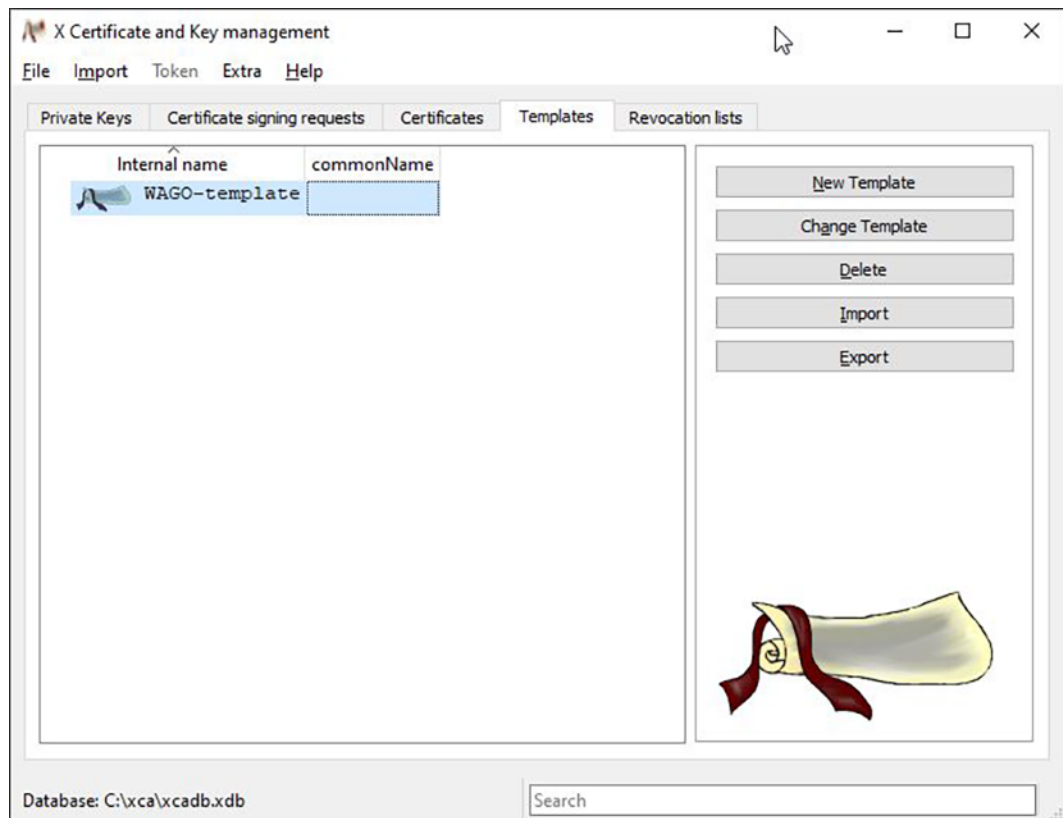 X Certificate and Key management
File Import Token Extra Help
Private Keys Certificate signing requests Certificates Templates Revocation lists
Internal name commonName
WAGO-template
New Template
Change Template
Delete
Import
Export
Database: C:\xca\xcadb.xdb
Search